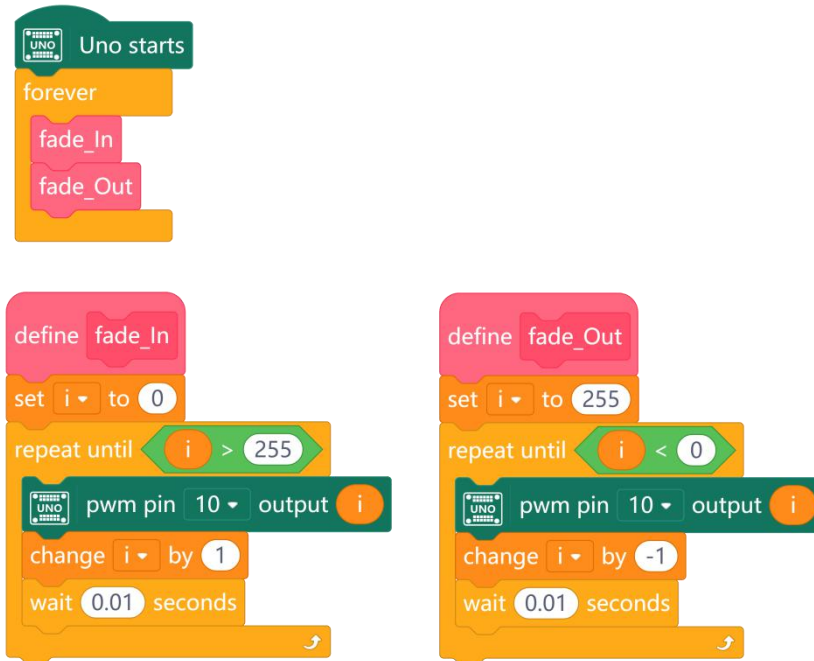 UNO Uno starts
forever
fade_In
fade_Out
define fade_In
set i to 0
repeat until i > 255
UNO pwm pin 10 output i
change i by 1
wait 0.01 seconds
define fade_Out
set i to 255
repeat until i < 0
UNO pwm pin 10 output i
change i by -1
wait 0.01 seconds